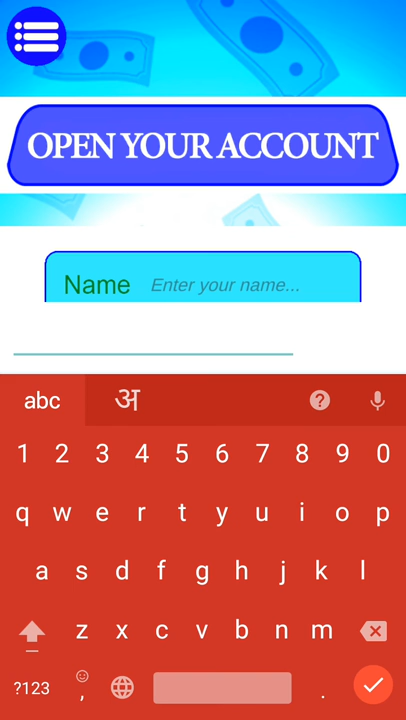 OPEN YOUR ACCOUNT
Name Enter your name...
abc अ ?
1 2 3 4 5 6 7 8 9 0
q w e r t y u i o p
a s d f g h j k l
z x c v b n m
?123 , .